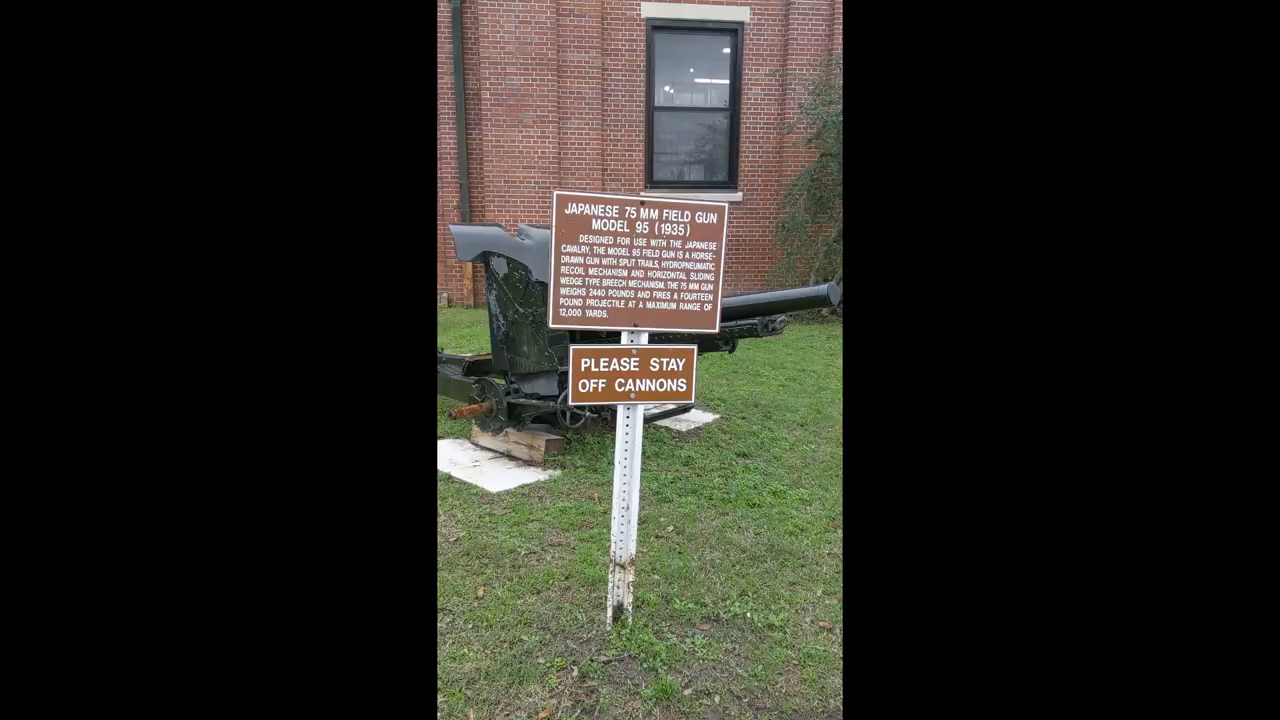 JAPANESE 75 MM FIELD GUN
MODEL 95 (1935)
DESIGNED FOR USE WITH THE JAPANESE
CAVALRY, THE MODEL 95 FIELD GUN IS A HORSE-
DRAWN GUN WITH SPLIT TRAILS, HYDROPNEUMATIC
RECOIL MECHANISM AND HORIZONTAL SLIDING
WEDGE TYPE BREECH MECHANISM. THE 75 MM GUN
WEIGHS 2440 POUNDS AND FIRES A FOURTEEN
POUND PROJECTILE AT A MAXIMUM RANGE OF
12,000 YARDS.
PLEASE STAY
OFF CANNONS